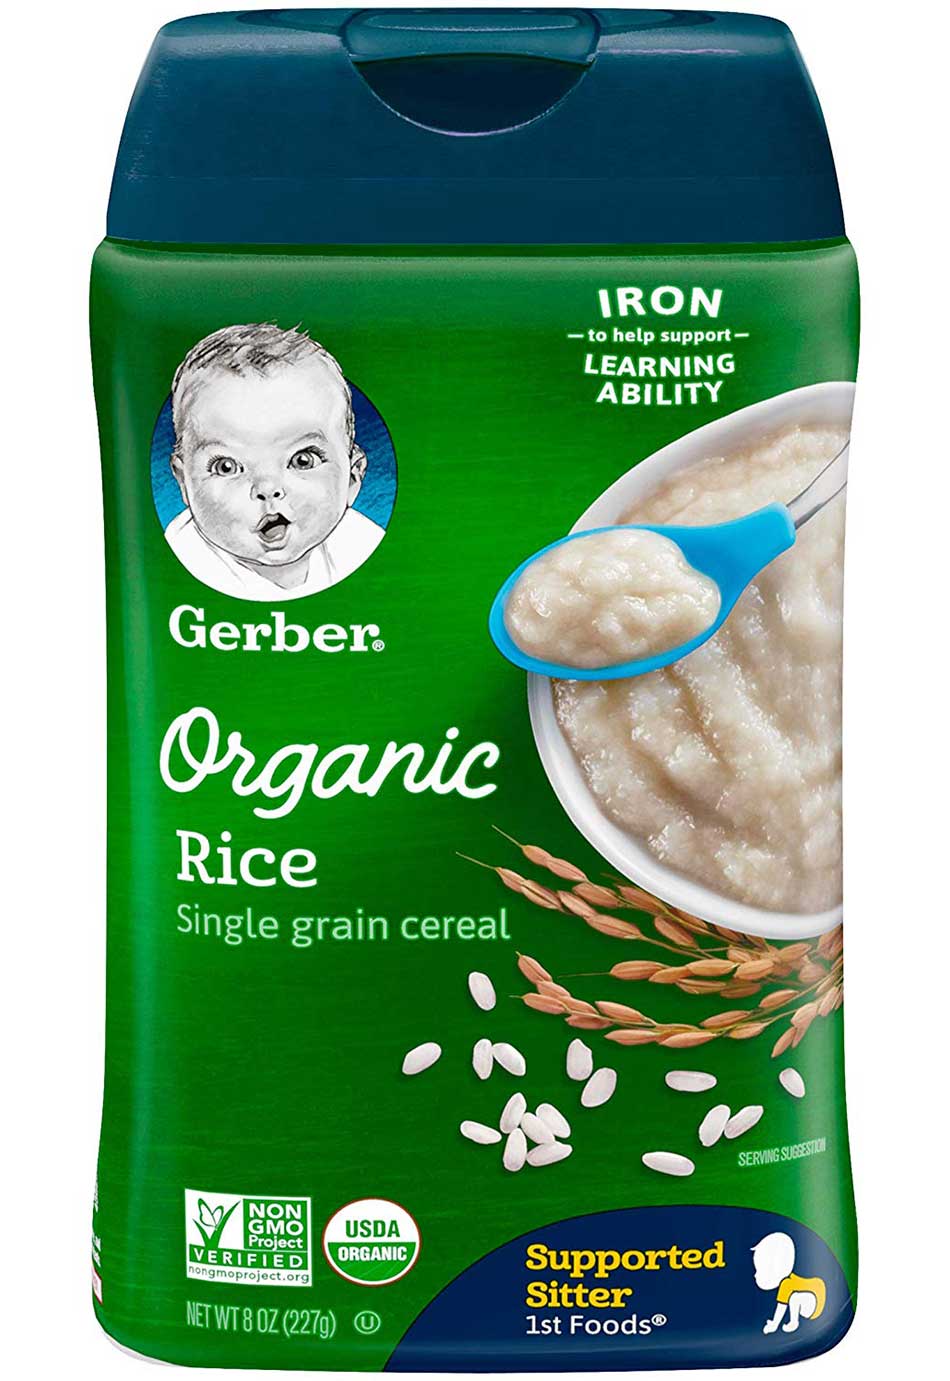 IRON
– to help support –
LEARNING
ABILITY
Gerber®
Organic
Rice
Single grain cereal
SERVING SUGGESTION
NON
GMO
Project
VERIFIED
nongmoproject.org
USDA
ORGANIC
NET WT 8 OZ (227g) U
Supported
Sitter
1st Foods®